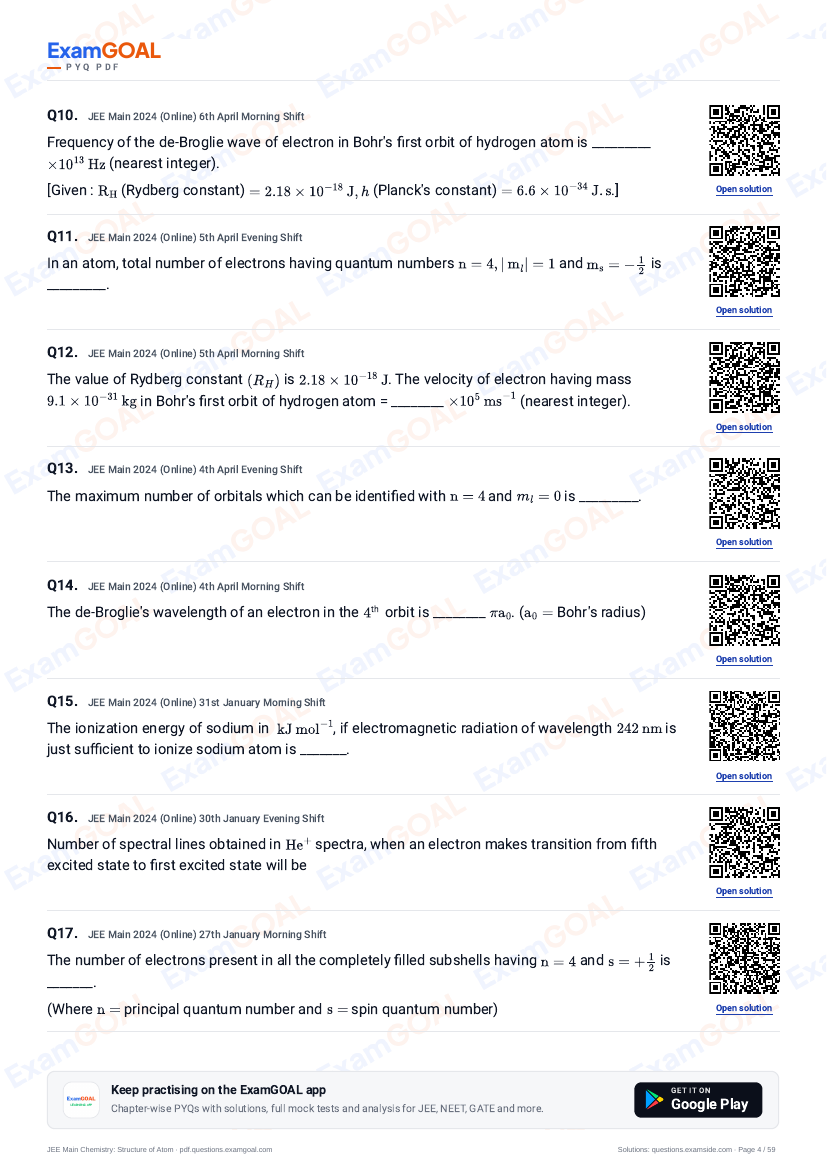 ExamGOAL
PYQ PDF
Q10. JEE Main 2024 (Online) 6th April Morning Shift
Frequency of the de-Broglie wave of electron in Bohr's first orbit of hydrogen atom is _________
×10¹³ Hz (nearest integer).
[Given : R_H (Rydberg constant) = 2.18 × 10⁻¹⁸ J, h (Planck's constant) = 6.6 × 10⁻³⁴ J. s.]
Open solution
Q11. JEE Main 2024 (Online) 5th April Evening Shift
In an atom, total number of electrons having quantum numbers n = 4, | m_l | = 1 and m_s = −1/2 is
_________.
Open solution
Q12. JEE Main 2024 (Online) 5th April Morning Shift
The value of Rydberg constant (R_H) is 2.18 × 10⁻¹⁸ J. The velocity of electron having mass
9.1 × 10⁻³¹ kg in Bohr's first orbit of hydrogen atom = ________ ×10⁵ ms⁻¹ (nearest integer).
Open solution
Q13. JEE Main 2024 (Online) 4th April Evening Shift
The maximum number of orbitals which can be identified with n = 4 and m_l = 0 is _________.
Open solution
Q14. JEE Main 2024 (Online) 4th April Morning Shift
The de-Broglie's wavelength of an electron in the 4ᵗʰ orbit is ________ πa₀. (a₀ = Bohr's radius)
Open solution
Q15. JEE Main 2024 (Online) 31st January Morning Shift
The ionization energy of sodium in kJ mol⁻¹, if electromagnetic radiation of wavelength 242 nm is
just sufficient to ionize sodium atom is _______.
Open solution
Q16. JEE Main 2024 (Online) 30th January Evening Shift
Number of spectral lines obtained in He⁺ spectra, when an electron makes transition from fifth
excited state to first excited state will be
Open solution
Q17. JEE Main 2024 (Online) 27th January Morning Shift
The number of electrons present in all the completely filled subshells having n = 4 and s = +1/2 is
_______.
(Where n = principal quantum number and s = spin quantum number)
Open solution
ExamGOAL
Keep practising on the ExamGOAL app
Chapter-wise PYQs with solutions, full mock tests and analysis for JEE, NEET, GATE and more.
GET IT ON
Google Play
JEE Main Chemistry: Structure of Atom · pdf.questions.examgoal.com
Solutions: questions.examside.com · Page 4 / 59